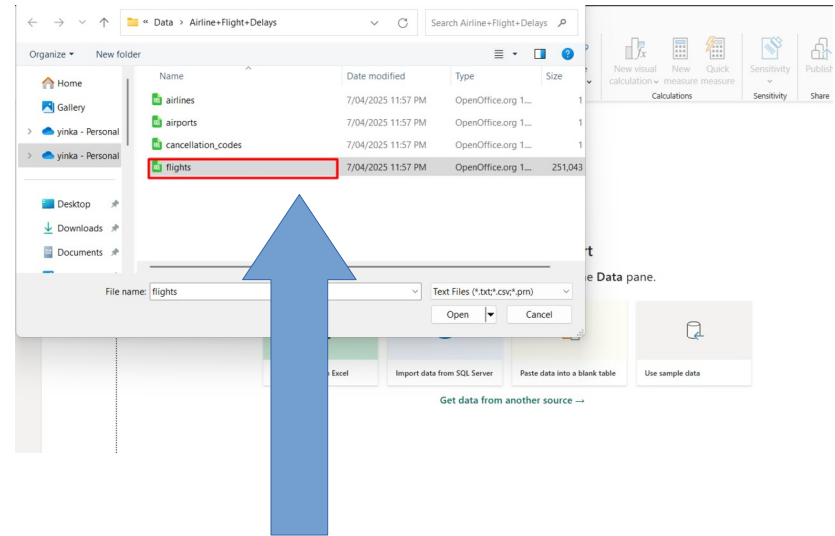 « Data > Airline+Flight+Delays
Search Airline+Flight+Delays
Organize
New folder
Name
Date modified
Type
Size
Home
Gallery
yinka - Personal
yinka - Personal
Desktop
Downloads
Documents
airlines 7/04/2025 11:57 PM OpenOffice.org 1.... 1
airports 7/04/2025 11:57 PM OpenOffice.org 1.... 1
cancellation_codes 7/04/2025 11:57 PM OpenOffice.org 1.... 1
flights 7/04/2025 11:57 PM OpenOffice.org 1.... 251,043
File name: flights
Text Files (*.txt;*.csv;*.prn)
Open
Cancel
New visual calculation
New measure
Quick measure
Sensitivity
Publish
Calculations
Sensitivity
Share
Data pane.
Excel
Import data from SQL Server
Paste data into a blank table
Use sample data
Get data from another source →